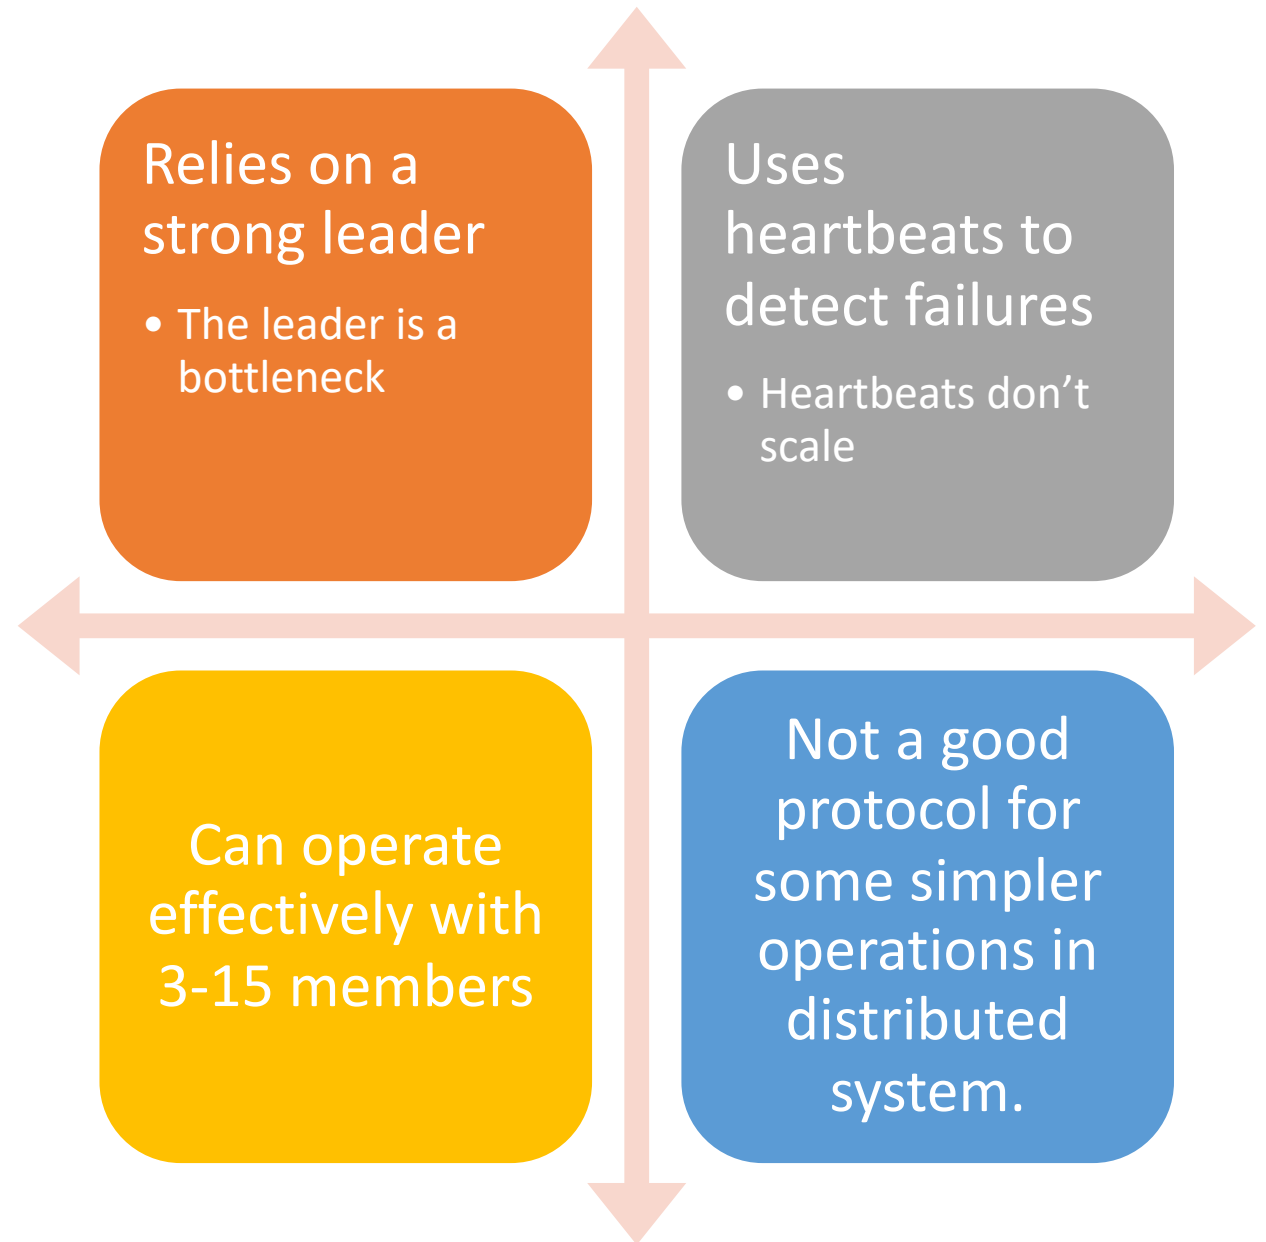 Relies on a
strong leader
• The leader is a
bottleneck
Uses
heartbeats to
detect failures
• Heartbeats don’t
scale
Can operate
effectively with
3-15 members
Not a good
protocol for
some simpler
operations in
distributed
system.